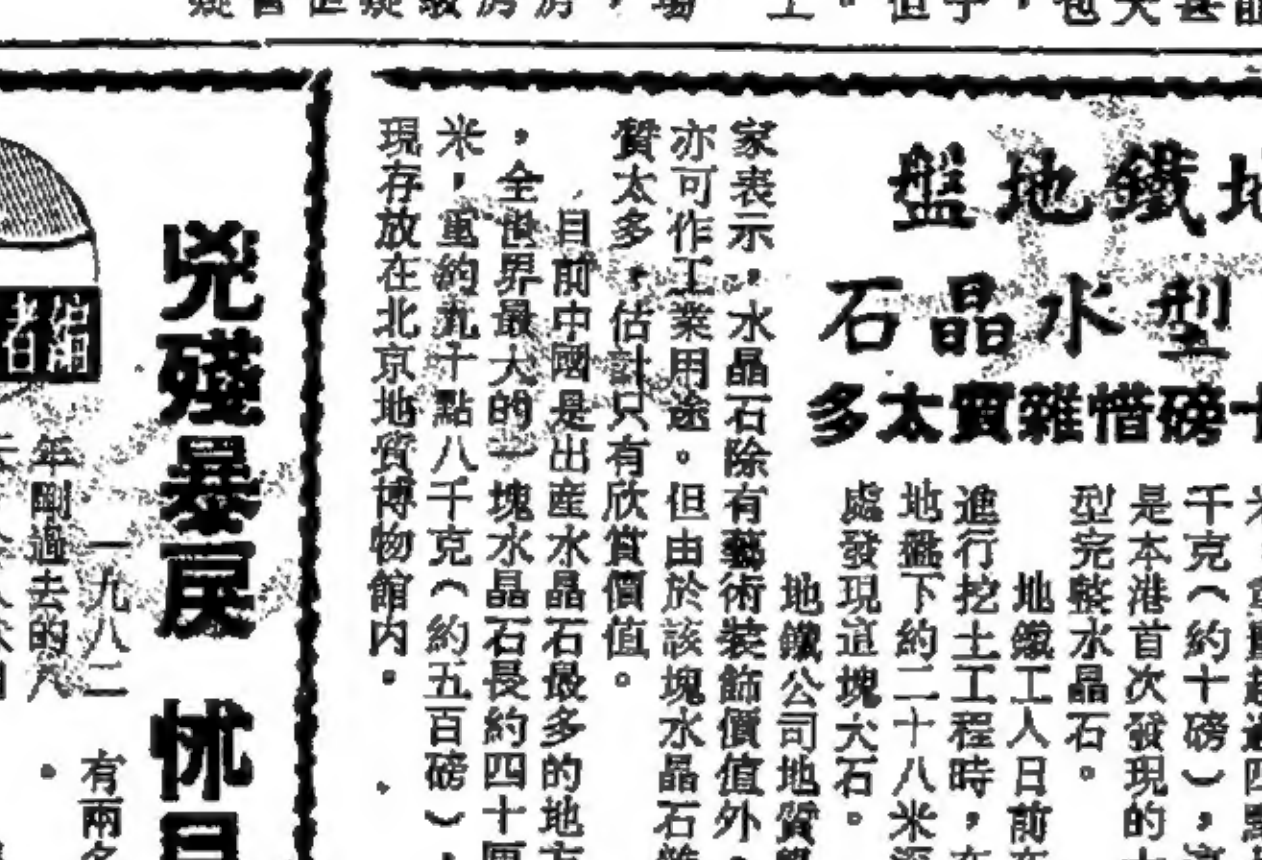 盤地鐵地
石晶水型
多太質雜惜磅十
千克(約十磅),
是本港首次發現的
型完整水晶石。
地鐵工人日前在
進行挖土工程時,在
地盤下約二十八米深
處發現這塊大石。
地鐵公司地質學
家表示,水晶石除有藝術裝飾價值外,
亦可作工業用途。但由於該塊水晶石雜
質太多,估計只有欣賞價值。
目前中國是出產水晶石最多的地方
,全世界最大的一塊水晶石長約四十厘
米,重約九十點八千克(約五百磅),
現存放在北京地質博物館內。
兇殘暴戾 怵目
編者
一九八二
年剛過去的八
有兩名